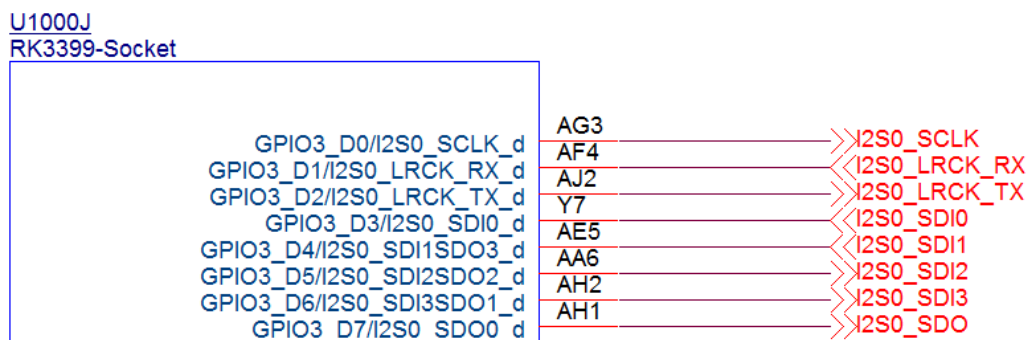 U1000J
RK3399-Socket
GPIO3_D0/I2S0_SCLK_d AG3 I2S0_SCLK
GPIO3_D1/I2S0_LRCK_RX_d AF4 I2S0_LRCK_RX
GPIO3_D2/I2S0_LRCK_TX_d AJ2 I2S0_LRCK_TX
GPIO3_D3/I2S0_SDI0_d Y7 I2S0_SDI0
GPIO3_D4/I2S0_SDI1SDO3_d AE5 I2S0_SDI1
GPIO3_D5/I2S0_SDI2SDO2_d AA6 I2S0_SDI2
GPIO3_D6/I2S0_SDI3SDO1_d AH2 I2S0_SDI3
GPIO3_D7/I2S0_SDO0_d AH1 I2S0_SDO